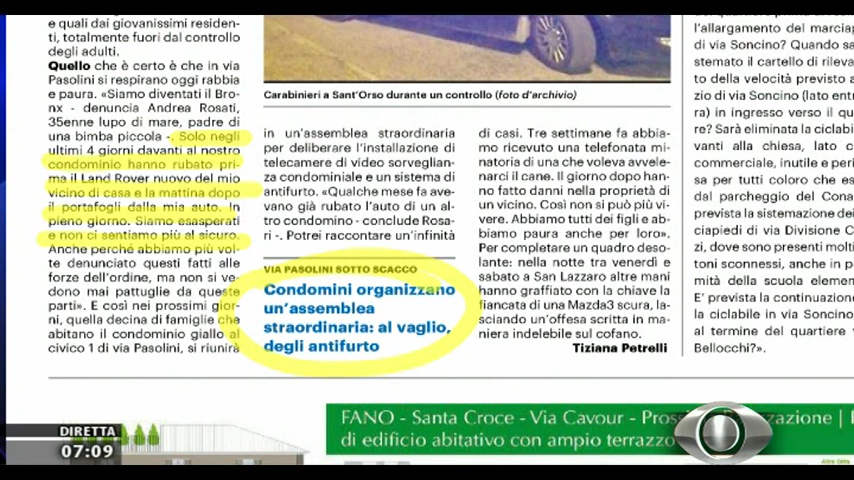 e quali dai giovanissimi residen-
ti, totalmente fuori dal controllo
degli adulti.
Quello che è certo è che in via
Pasolini si respirano oggi rabbia
e paura. «Siamo diventati il Bro-
nx - denuncia Andrea Rosati,
35enne lupo di mare, padre di
una bimba piccola -. Solo negli
ultimi 4 giorni davanti al nostro
condominio hanno rubato pri-
ma il Land Rover nuovo del mio
vicino di casa e la mattina dopo
il portafogli dalla mia auto. In
pieno giorno. Siamo esasperati
e non ci sentiamo più al sicuro.
Anche perché abbiamo più vol-
te denunciato questi fatti alle
forze dell'ordine, ma non si ve-
dono mai pattuglie da queste
parti». E così nei prossimi gior-
ni, quella decina di famiglie che
abitano il condominio giallo al
civico 1 di via Pasolini, si riunirà
Carabinieri a Sant'Orso durante un controllo (foto d'archivio)
in un'assemblea straordinaria
per deliberare l'installazione di
telecamere di video sorveglian-
za condominiale e un sistema di
antifurto. «Qualche mese fa ave-
vano già rubato l'auto di un al-
tro condomino - conclude Rosa-
ri -. Potrei raccontare un'infinità
VIA PASOLINI SOTTO SCACCO
Condomini organizzano
un'assemblea
straordinaria: al vaglio,
degli antifurto
di casi. Tre settimane fa abbia-
mo ricevuto una telefonata mi-
natoria di una che voleva avvele-
narci il cane. Il giorno dopo han-
no fatto danni nella proprietà di
un vicino. Così non si può più vi-
vere. Abbiamo tutti dei figli e ab-
biamo paura anche per loro».
Per completare un quadro deso-
lante: nella notte tra venerdì e
sabato a San Lazzaro altre mani
hanno graffiato con la chiave la
fiancata di una Mazda3 scura, la-
sciando un'offesa scritta in ma-
niera indelebile sul cofano.
Tiziana Petrelli
l'allargamento del marciap
di via Soncino? Quando sa
stemato il cartello di rileva
to della velocità previsto a
zio di via Soncino (lato entr
ra) in ingresso verso il qu
re? Sarà eliminata la ciclabi
vanti alla chiesa, lato c
commerciale, inutile e peri
sa per tutti coloro che es
dal parcheggio del Cona
prevista la sistemazione dei
ciapiedi di via Divisione C
zi, dove sono presenti molti
toni sconnessi, anche in p
mità della scuola elemen
E' prevista la continuazione
la ciclabile in via Soncino
al termine del quartiere v
Bellocchi?».
FANO - Santa Croce - Via Cavour - Pross
zazione |
di edificio abitativo con ampio terrazzo
DIRETTA
07:09